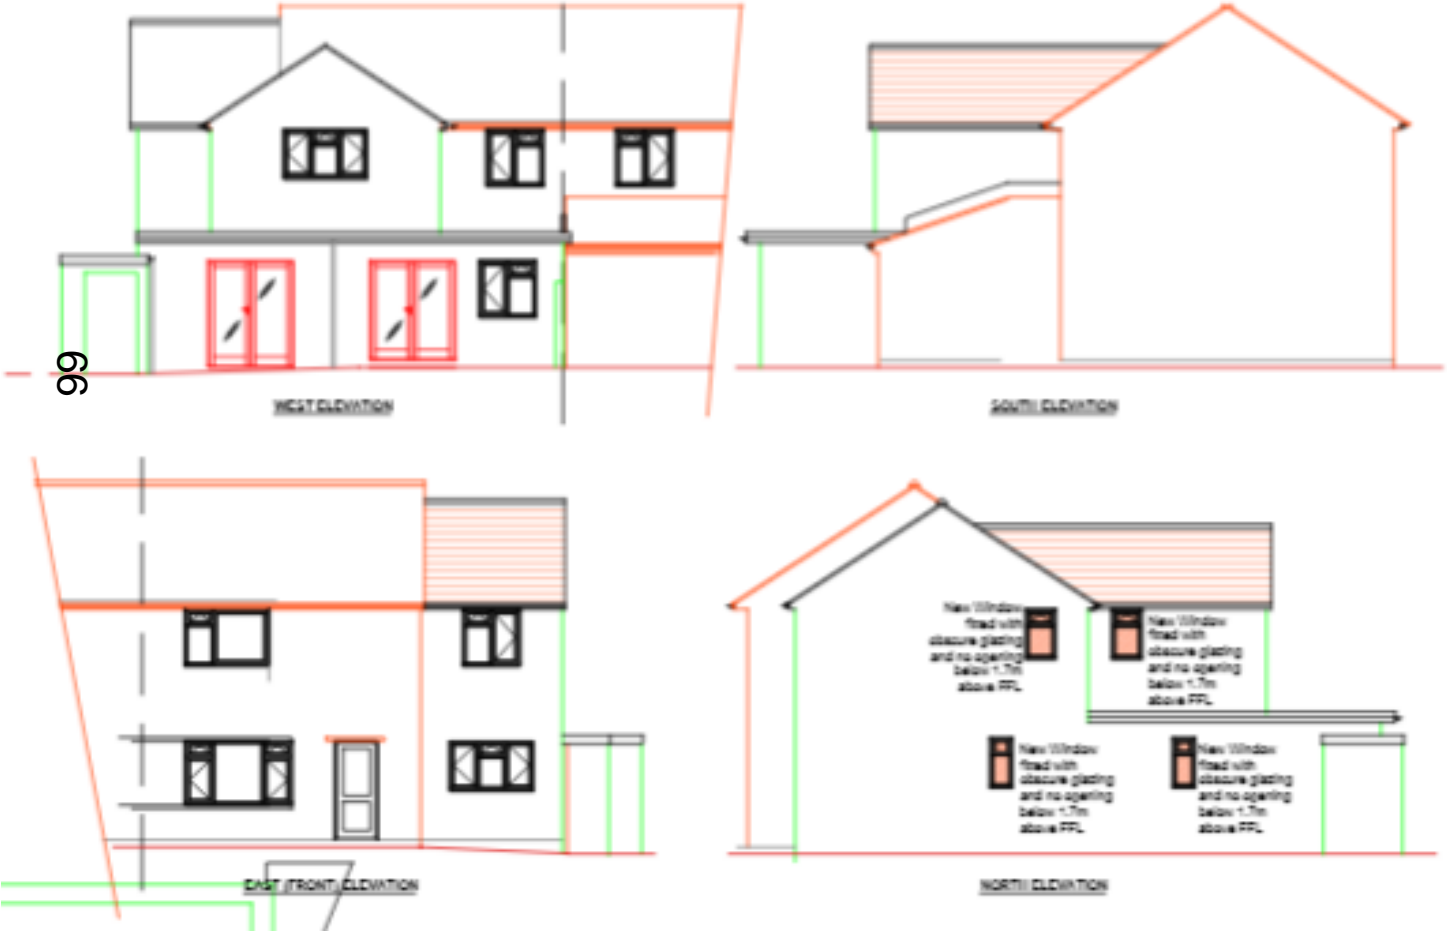 99
WEST ELEVATION
SOUTH ELEVATION
New Window
fitted with
obscure glazing
and no opening
below 1.7m
above FFL
New Window
fitted with
obscure glazing
and no opening
below 1.7m
above FFL
New Window
fitted with
obscure glazing
and no opening
below 1.7m
above FFL
New Window
fitted with
obscure glazing
and no opening
below 1.7m
above FFL
EAST (FRONT) ELEVATION
NORTH ELEVATION